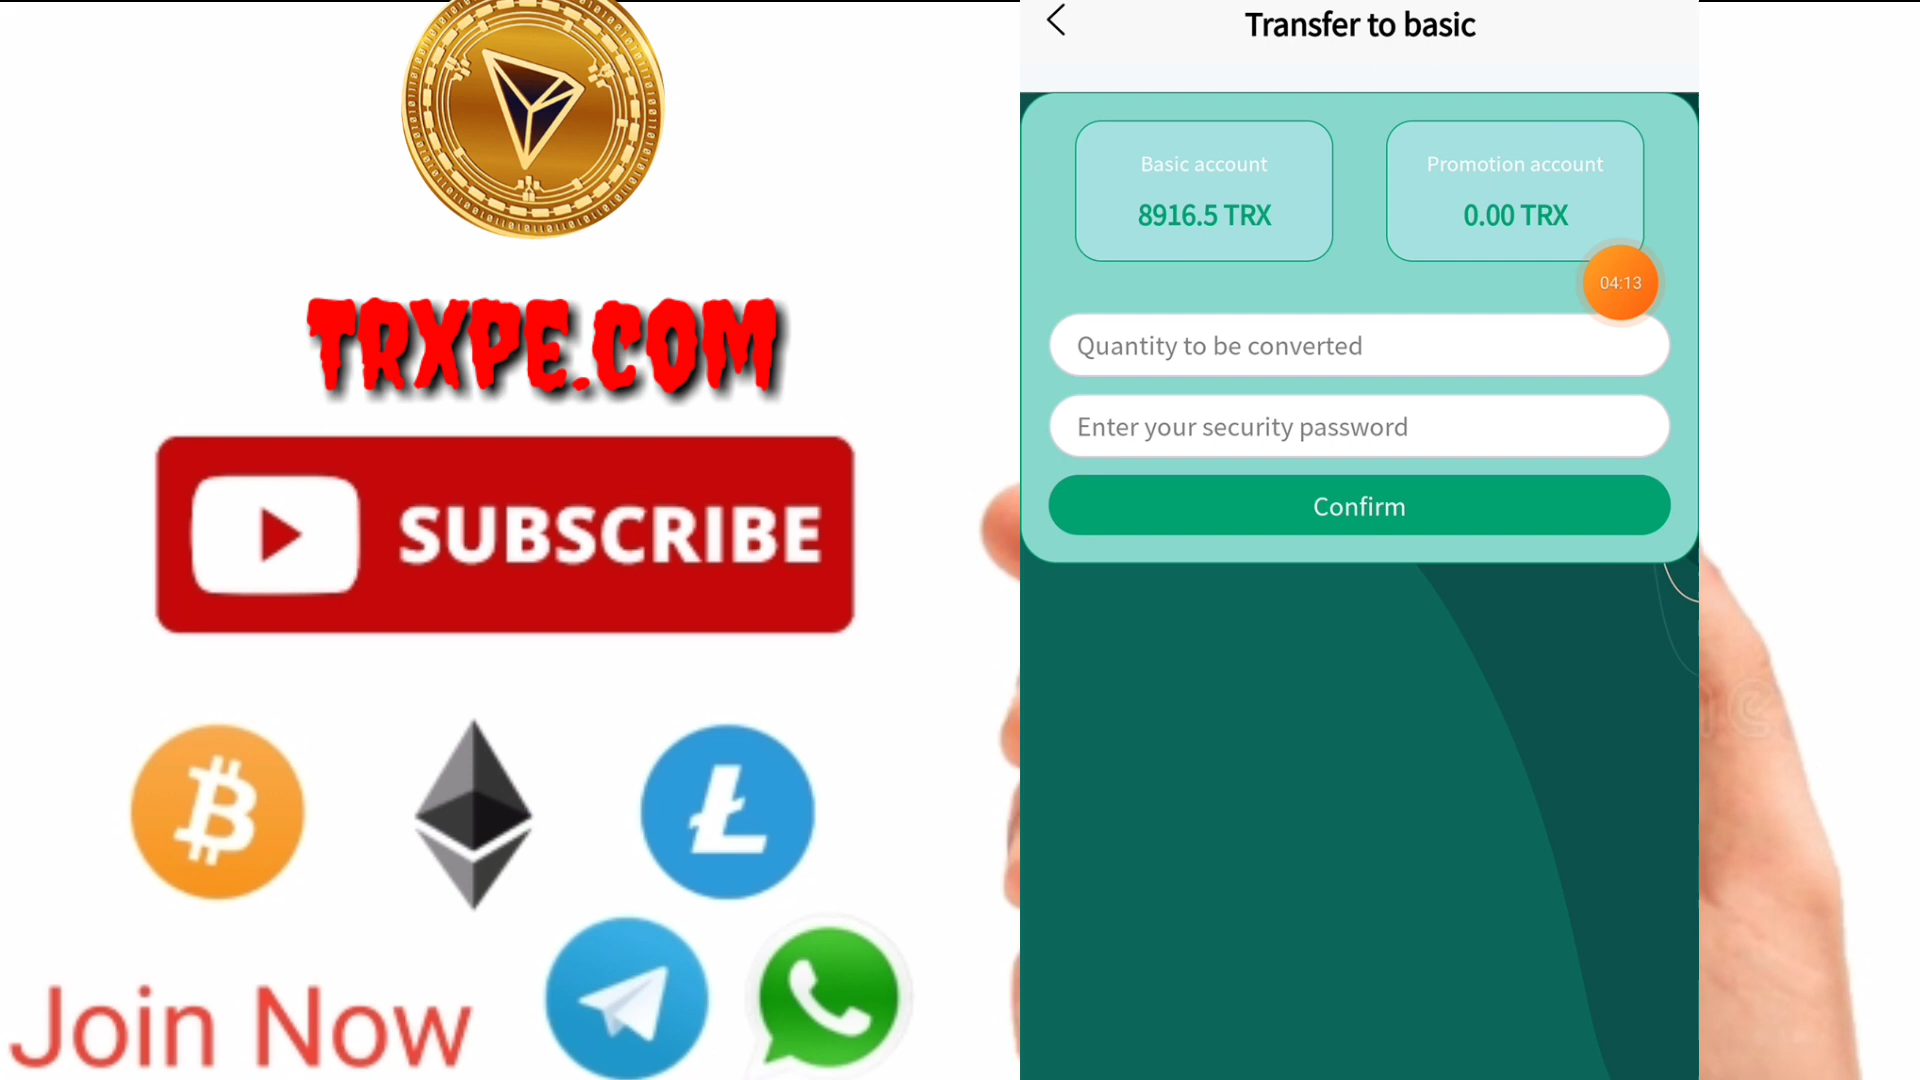 TRXPE.COM
SUBSCRIBE
Join Now
Transfer to basic
Basic account
8916.5 TRX
Promotion account
0.00 TRX
04:13
Quantity to be converted
Enter your security password
Confirm